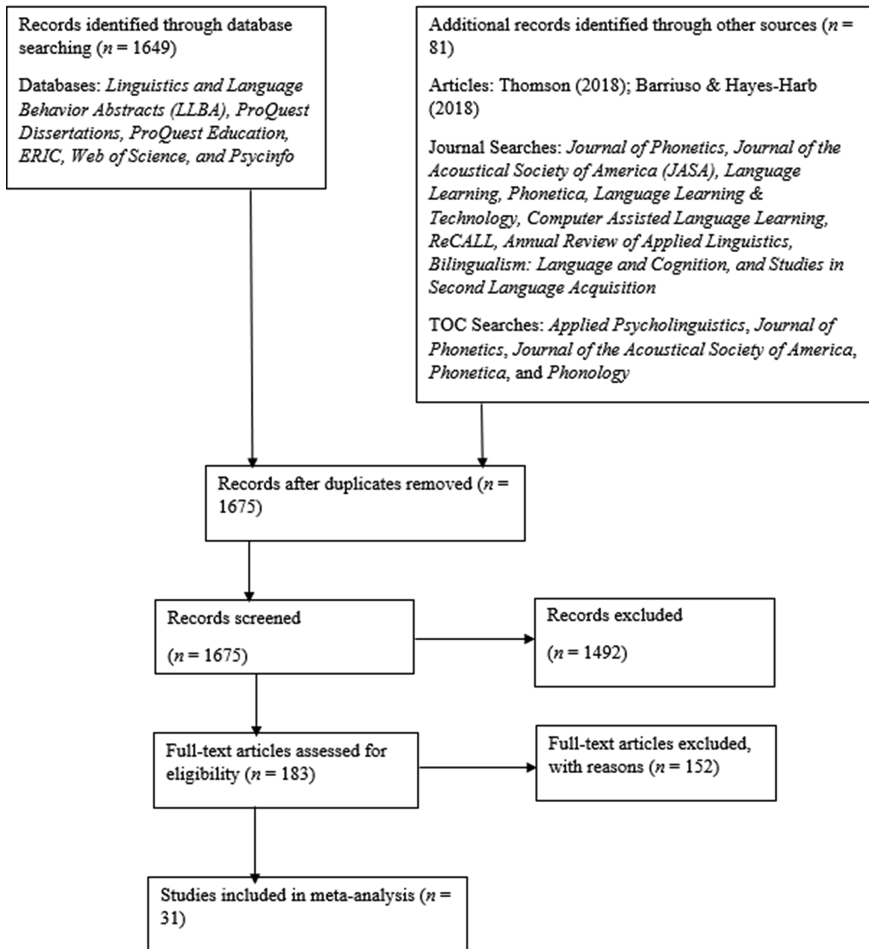 Records identified through database
searching (n = 1649)
Databases: Linguistics and Language
Behavior Abstracts (LLBA), ProQuest
Dissertations, ProQuest Education,
ERIC, Web of Science, and Psycinfo
Additional records identified through other sources (n =
81)
Articles: Thomson (2018); Barriuso & Hayes-Harb
(2018)
Journal Searches: Journal of Phonetics, Journal of the
Acoustical Society of America (JASA), Language
Learning, Phonetica, Language Learning &
Technology, Computer Assisted Language Learning,
ReCALL, Annual Review of Applied Linguistics,
Bilingualism: Language and Cognition, and Studies in
Second Language Acquisition
TOC Searches: Applied Psycholinguistics, Journal of
Phonetics, Journal of the Acoustical Society of America,
Phonetica, and Phonology
Records after duplicates removed (n =
1675)
Records screened
(n = 1675)
Records excluded
(n = 1492)
Full-text articles assessed for
eligibility (n = 183)
Full-text articles excluded,
with reasons (n = 152)
Studies included in meta-analysis (n =
31)